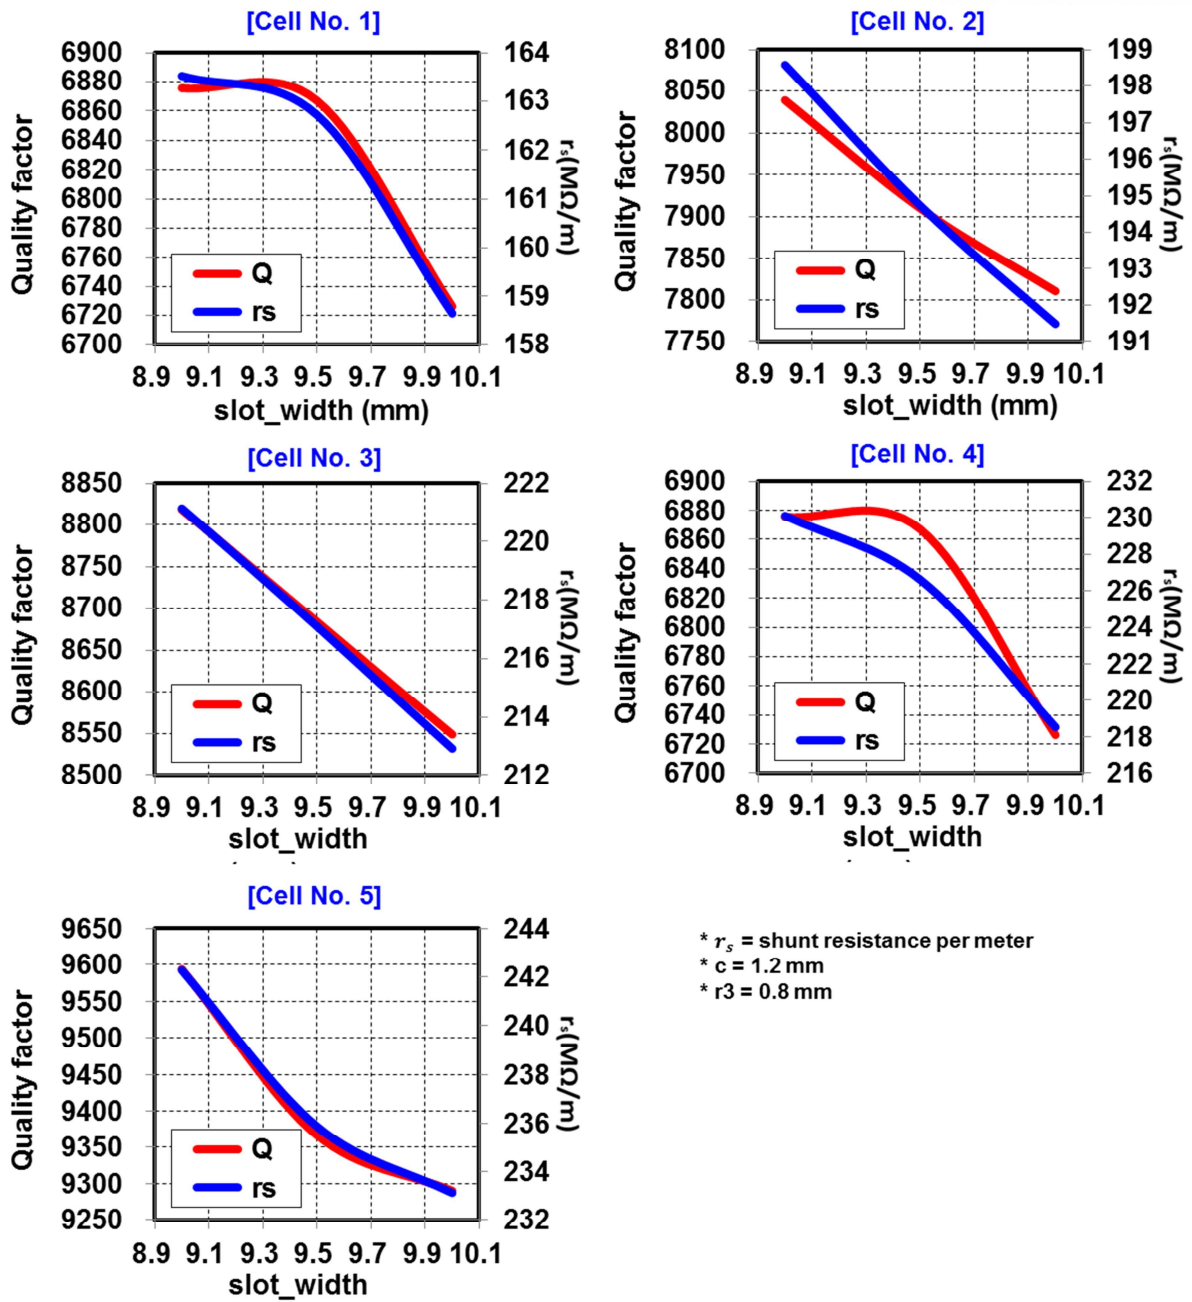 [Cell No. 1]
6900
6880
6860
6840
6820
6800
6780
6760
6740
6720
6700
Quality factor
164
163
162
161
160
159
158
rs(MΩ/m)
Q
rs
8.9 9.1 9.3 9.5 9.7 9.9 10.1
slot_width (mm)
[Cell No. 2]
8100
8050
8000
7950
7900
7850
7800
7750
Quality factor
199
198
197
196
195
194
193
192
191
rs(MΩ/m)
Q
rs
8.9 9.1 9.3 9.5 9.7 9.9 10.1
slot_width (mm)
[Cell No. 3]
8850
8800
8750
8700
8650
8600
8550
8500
Quality factor
222
220
218
216
214
212
rs(MΩ/m)
Q
rs
8.9 9.1 9.3 9.5 9.7 9.9 10.1
slot_width
[Cell No. 4]
6900
6880
6860
6840
6820
6800
6780
6760
6740
6720
6700
Quality factor
232
230
228
226
224
222
220
218
216
rs(MΩ/m)
Q
rs
8.9 9.1 9.3 9.5 9.7 9.9 10.1
slot_width
[Cell No. 5]
9650
9600
9550
9500
9450
9400
9350
9300
9250
Quality factor
244
242
240
238
236
234
232
rs(MΩ/m)
Q
rs
8.9 9.1 9.3 9.5 9.7 9.9 10.1
slot_width
* rs = shunt resistance per meter
* c = 1.2 mm
* r3 = 0.8 mm